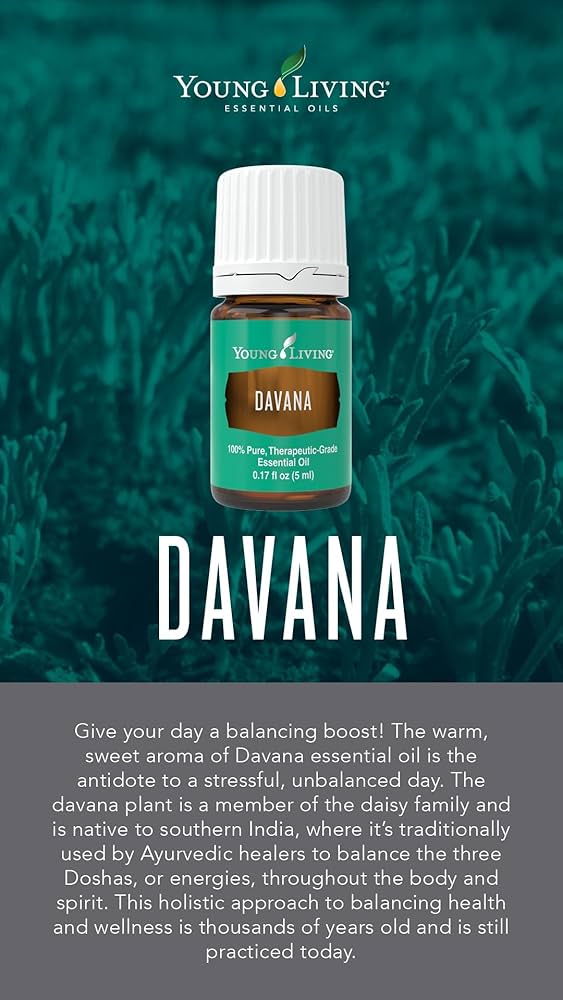 YOUNG LIVING®
ESSENTIAL OILS
YOUNG LIVING®
DAVANA
100% Pure, Therapeutic-Grade
Essential Oil
0.17 fl oz (5 ml)
DAVANA
Give your day a balancing boost! The warm,
sweet aroma of Davana essential oil is the
antidote to a stressful, unbalanced day. The
davana plant is a member of the daisy family and
is native to southern India, where it’s traditionally
used by Ayurvedic healers to balance the three
Doshas, or energies, throughout the body and
spirit. This holistic approach to balancing health
and wellness is thousands of years old and is still
practiced today.